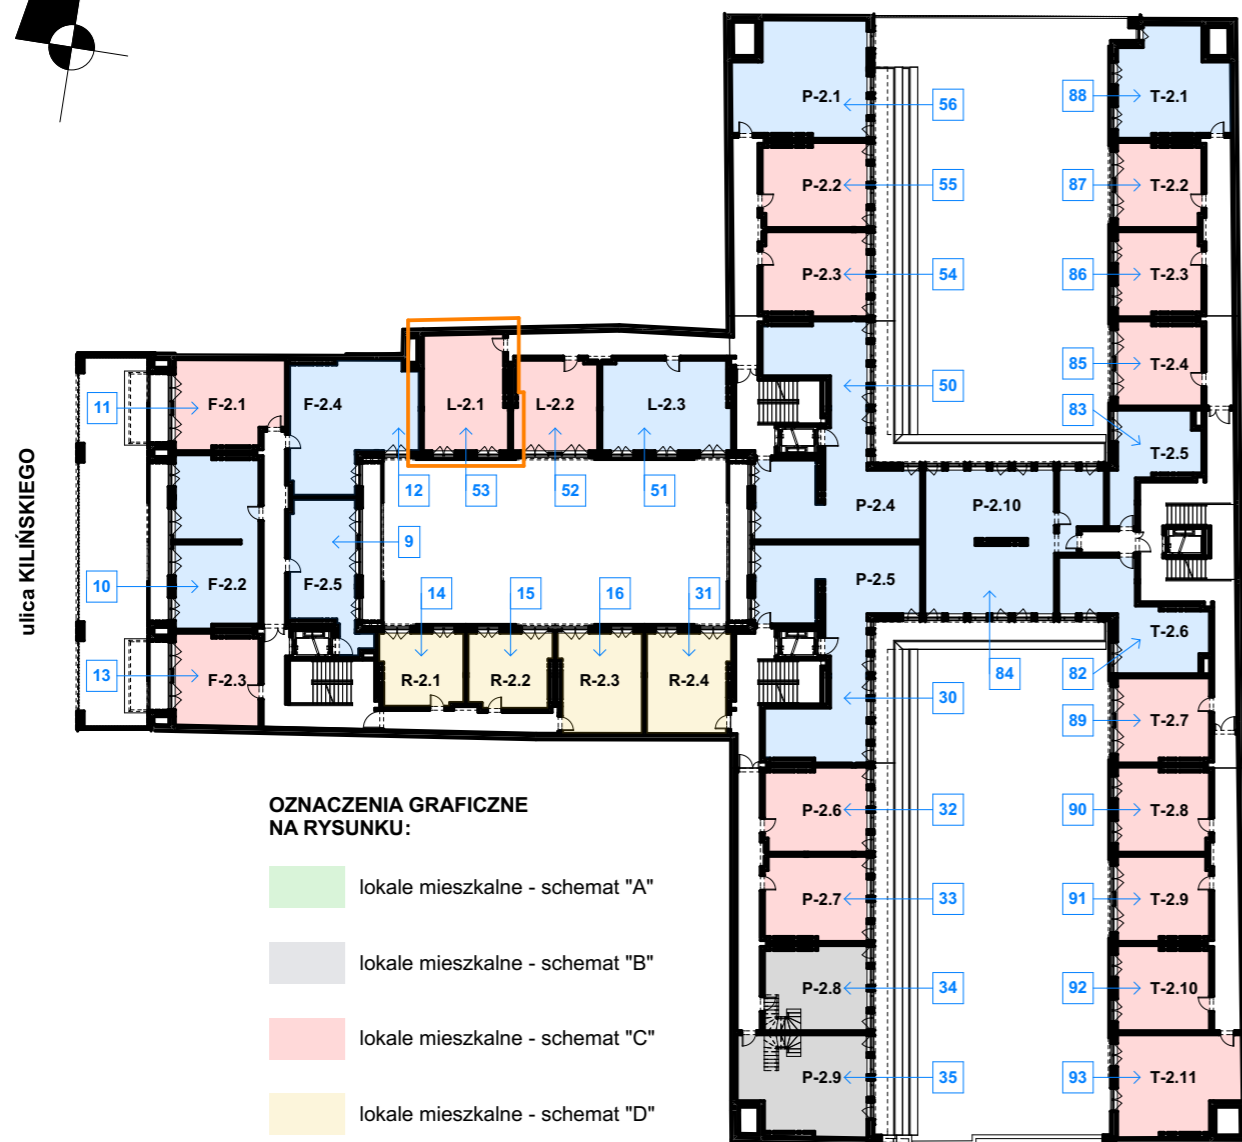 P-2.1
56
88
T-2.1
P-2.2
55
87
T-2.2
P-2.3
54
86
T-2.3
50
85
T-2.4
83
T-2.5
11
F-2.1
F-2.4
L-2.1
L-2.2
L-2.3
12
53
52
51
P-2.4
P-2.10
ulica KILIŃSKIEGO
9
10
F-2.2
F-2.5
P-2.5
14
15
16
31
T-2.6
13
F-2.3
R-2.1
R-2.2
R-2.3
R-2.4
30
84
82
89
T-2.7
P-2.6
32
90
T-2.8
P-2.7
33
91
T-2.9
P-2.8
34
92
T-2.10
P-2.9
35
93
T-2.11
OZNACZENIA GRAFICZNE
NA RYSUNKU:
lokale mieszkalne - schemat "A"
lokale mieszkalne - schemat "B"
lokale mieszkalne - schemat "C"
lokale mieszkalne - schemat "D"